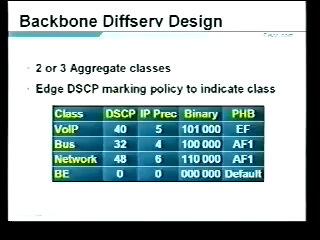 Backbone Diffserv Design
· 2 or 3 Aggregate classes
· Edge DSCP marking policy to indicate class
Class DSCP IP Prec Binary PHB
VoIP 40 5 101 000 EF
Bus 32 4 100 000 AF1
Network 48 6 110 000 AF1
BE 0 0 000 000 Default